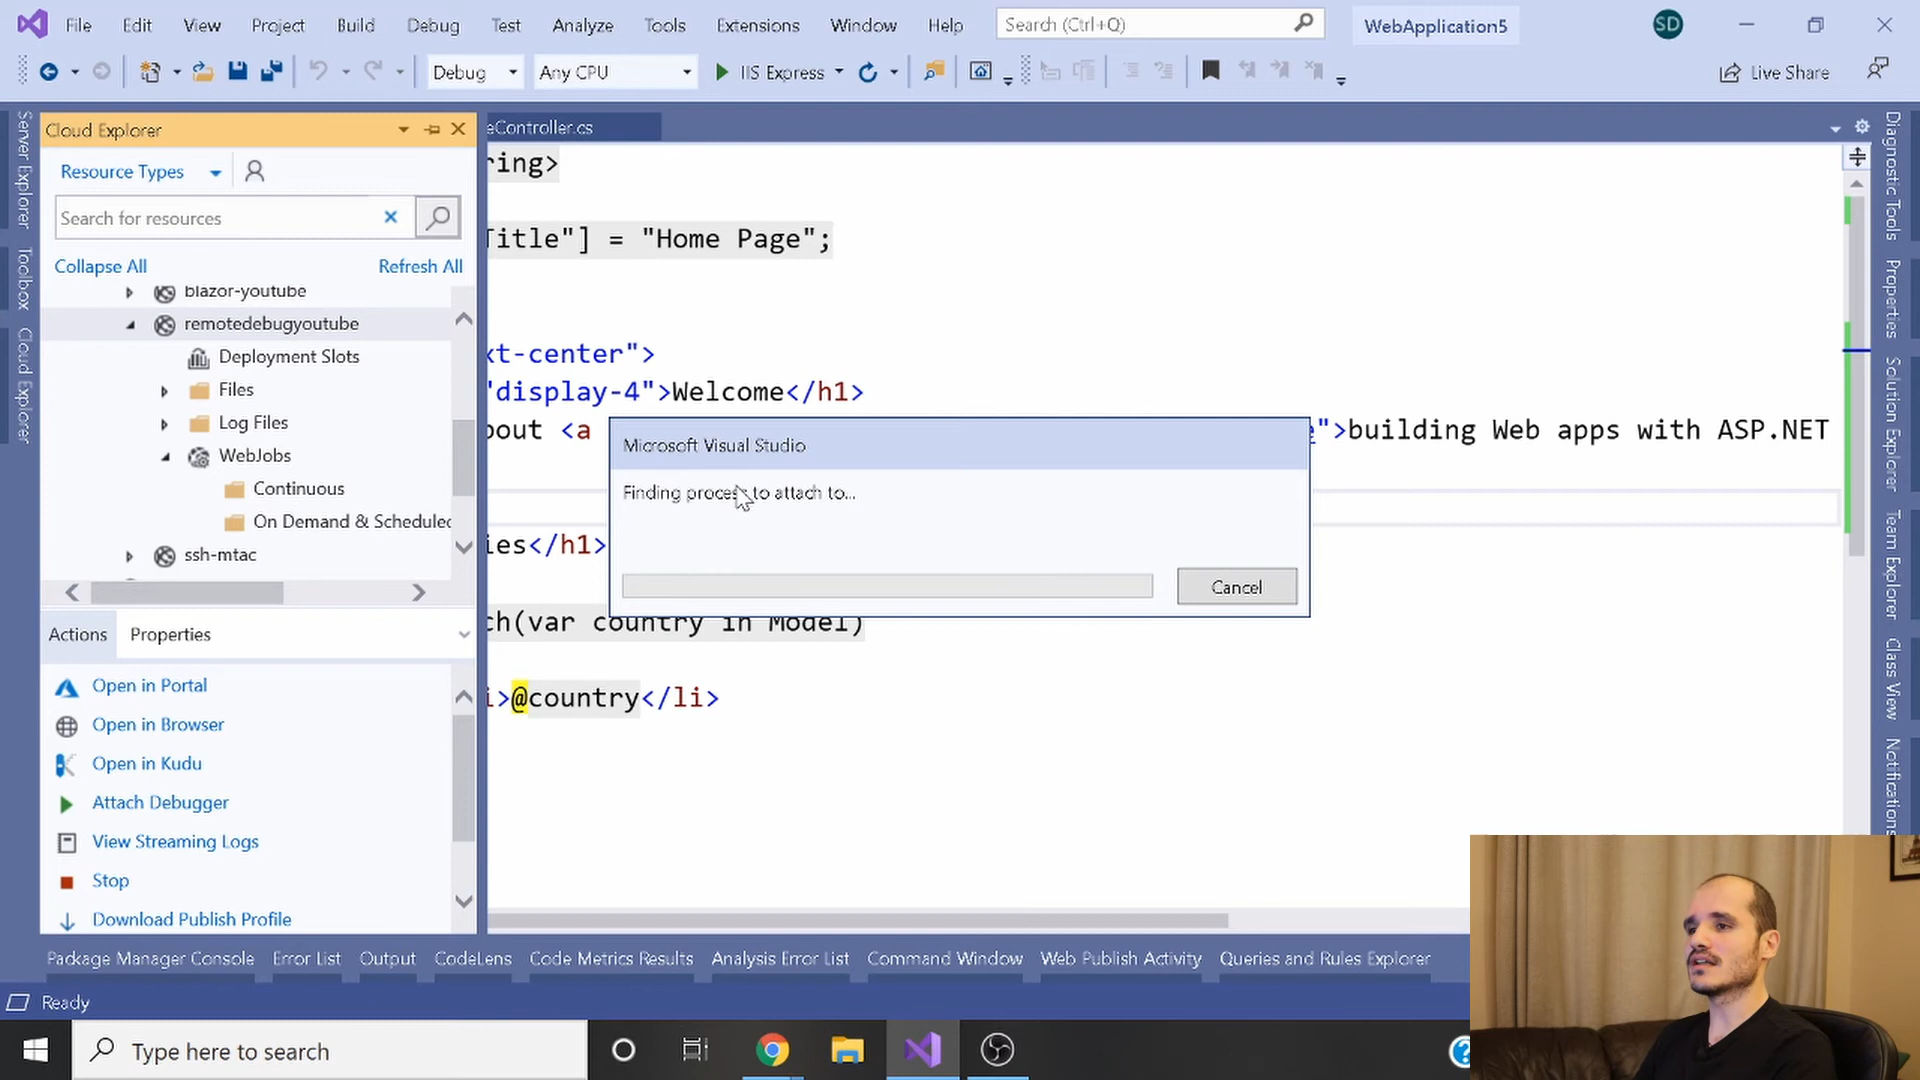 File Edit View Project Build Debug Test Analyze Tools Extensions Window Help Search (Ctrl+Q) WebApplication5 SD
Debug Any CPU IIS Express Live Share
Server Explorer
Toolbox
Cloud Explorer
Cloud Explorer
Resource Types
Search for resources
Collapse All Refresh All
blazor-youtube
remotedebugyoutube
Deployment Slots
Files
Log Files
WebJobs
Continuous
On Demand & Scheduled
ssh-mtac
Actions Properties
Open in Portal
Open in Browser
Open in Kudu
Attach Debugger
View Streaming Logs
Stop
Download Publish Profile
eController.cs
ring>
Title"] = "Home Page";
xt-center">
"display-4">Welcome</h1>
bout <a ">building Web apps with ASP.NET
ies</h1>
ch(var country in Model)
i>@country</li>
Microsoft Visual Studio
Finding process to attach to...
Cancel
Diagnostic Tools
Properties
Solution Explorer
Team Explorer
Class View
Notifications
Package Manager Console Error List Output CodeLens Code Metrics Results Analysis Error List Command Window Web Publish Activity Queries and Rules Explorer
Ready
Type here to search